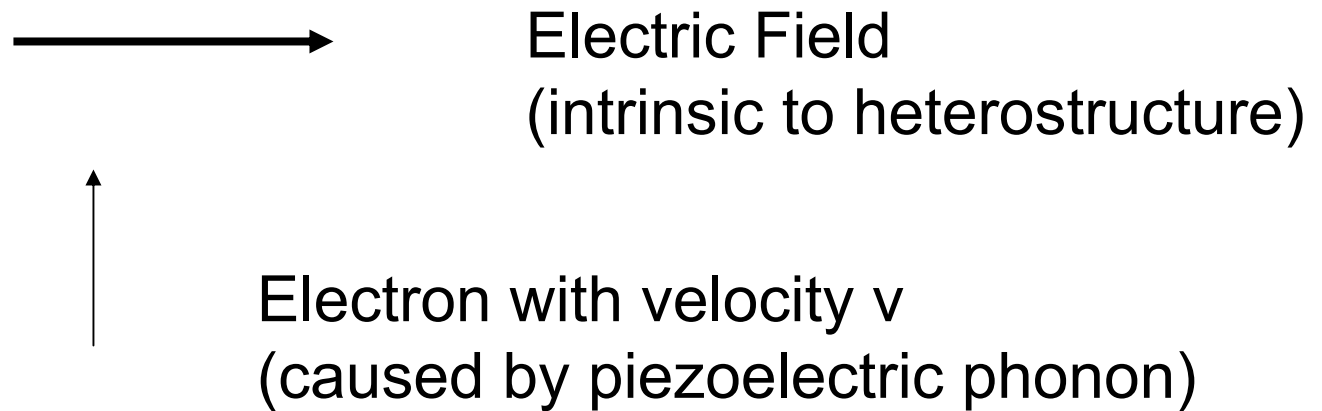 Electric Field
(intrinsic to heterostructure)
Electron with velocity v
(caused by piezoelectric phonon)